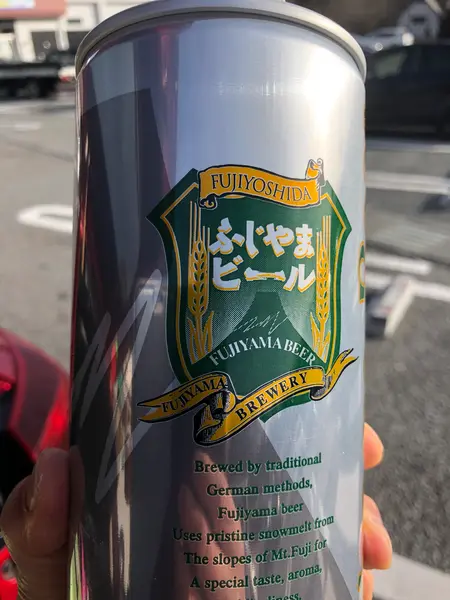 FUJIYOSHIDA
ふじやま
ビール
FUJIYAMA BEER
FUJIYAMA BREWERY
Brewed by traditional
German methods,
Fujiyama beer
Uses pristine snowmelt from
The slopes of Mt.Fuji for
A special taste, aroma,